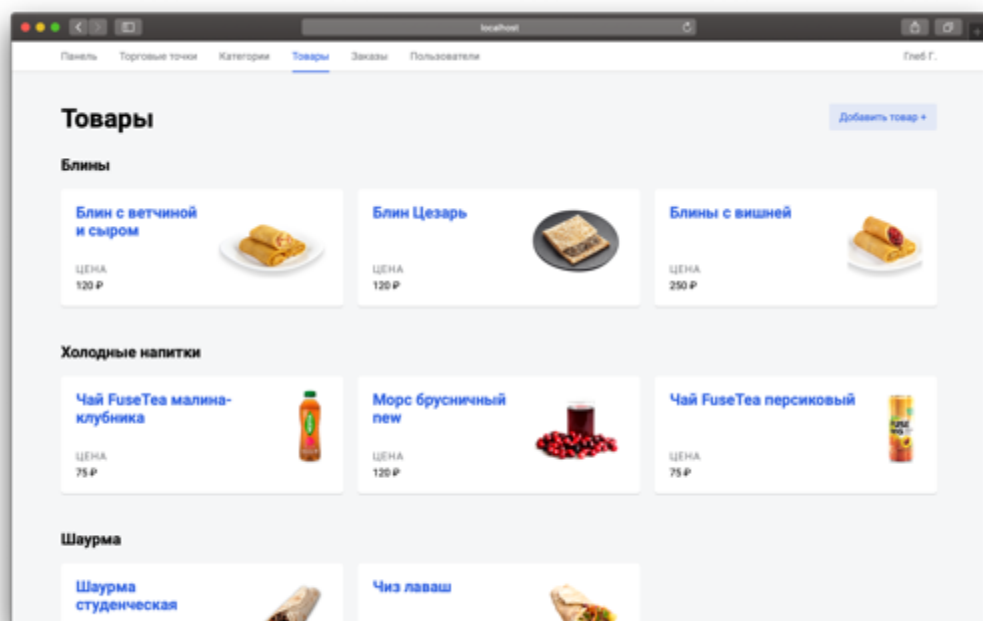 localhost
Панель Торговые точки Категории Товары Заказы Пользователи Глеб Г.
Товары
Добавить товар +
Блины
Блин с ветчиной
и сыром
ЦЕНА
120 ₽
Блин Цезарь
ЦЕНА
120 ₽
Блины с вишней
ЦЕНА
250 ₽
Холодные напитки
Чай FuseTea малина-
клубника
ЦЕНА
75 ₽
Морс брусничный
new
ЦЕНА
120 ₽
Чай FuseTea персиковый
ЦЕНА
75 ₽
Шаурма
Шаурма
студенческая
Чиз лаваш